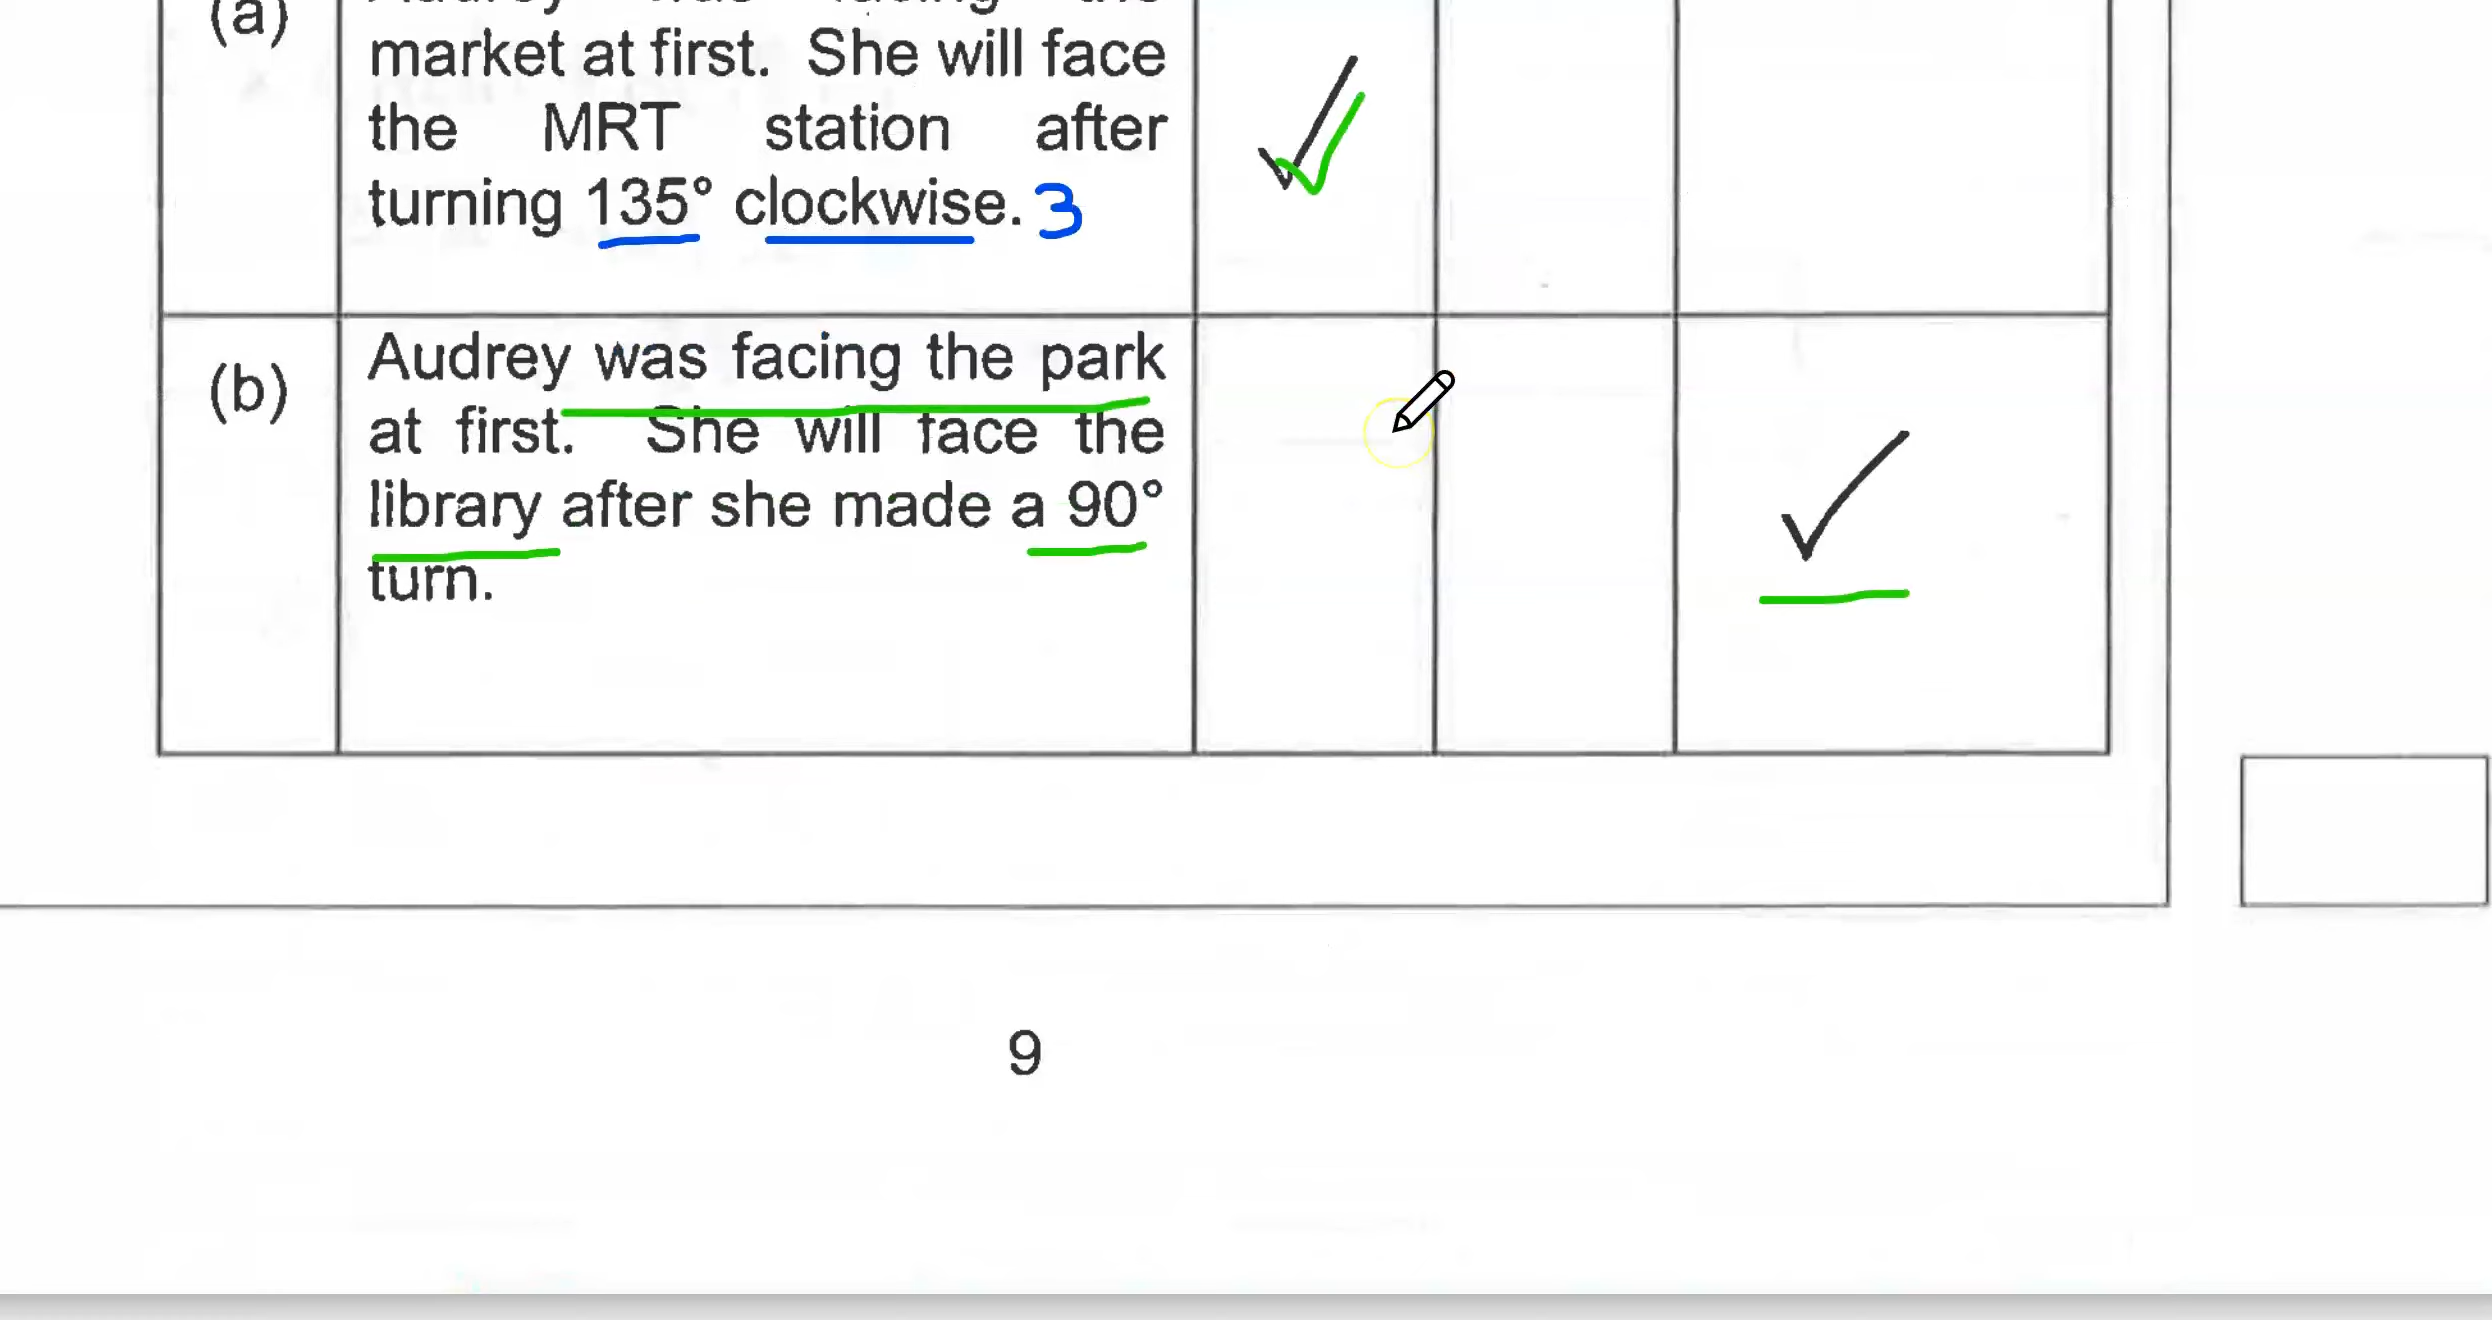 (a)
market at first. She will face
the MRT station after
turning 135° clockwise. 3
(b)
Audrey was facing the park
at first. She will face the
library after she made a 90°
turn.
9